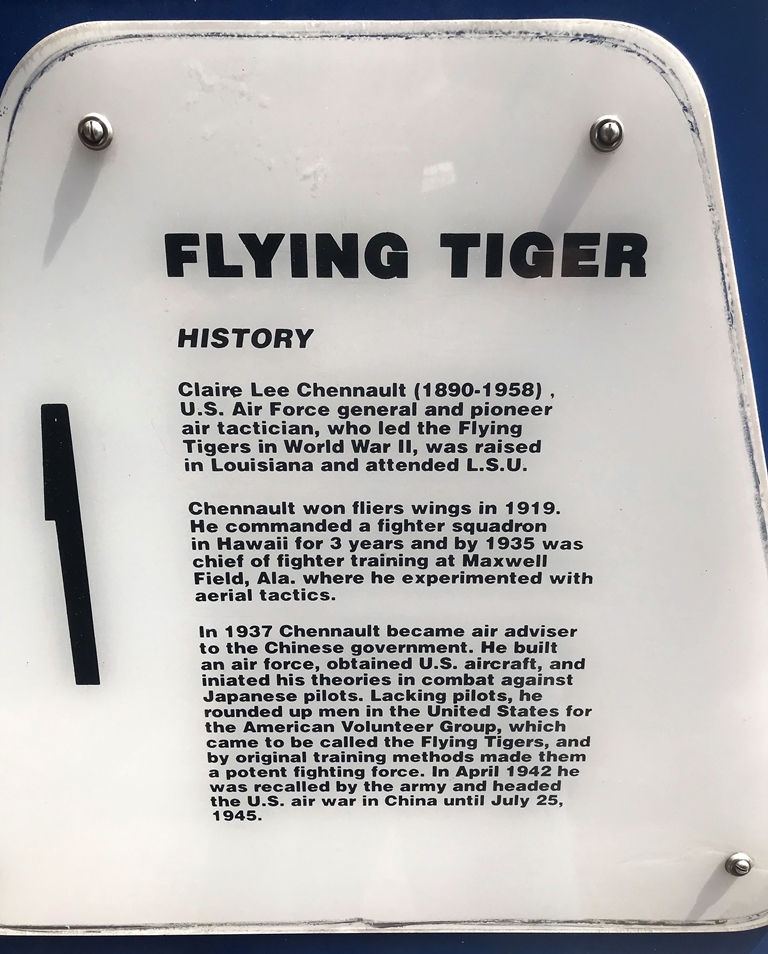 FLYING TIGER
HISTORY
Claire Lee Chennault (1890-1958) ,
U.S. Air Force general and pioneer
air tactician, who led the Flying
Tigers in World War II, was raised
in Louisiana and attended L.S.U.
Chennault won fliers wings in 1919.
He commanded a fighter squadron
in Hawaii for 3 years and by 1935 was
chief of fighter training at Maxwell
Field, Ala. where he experimented with
aerial tactics.
In 1937 Chennault became air adviser
to the Chinese government. He built
an air force, obtained U.S. aircraft, and
iniated his theories in combat against
Japanese pilots. Lacking pilots, he
rounded up men in the United States for
the American Volunteer Group, which
came to be called the Flying Tigers, and
by original training methods made them
a potent fighting force. In April 1942 he
was recalled by the army and headed
the U.S. air war in China until July 25,
1945.